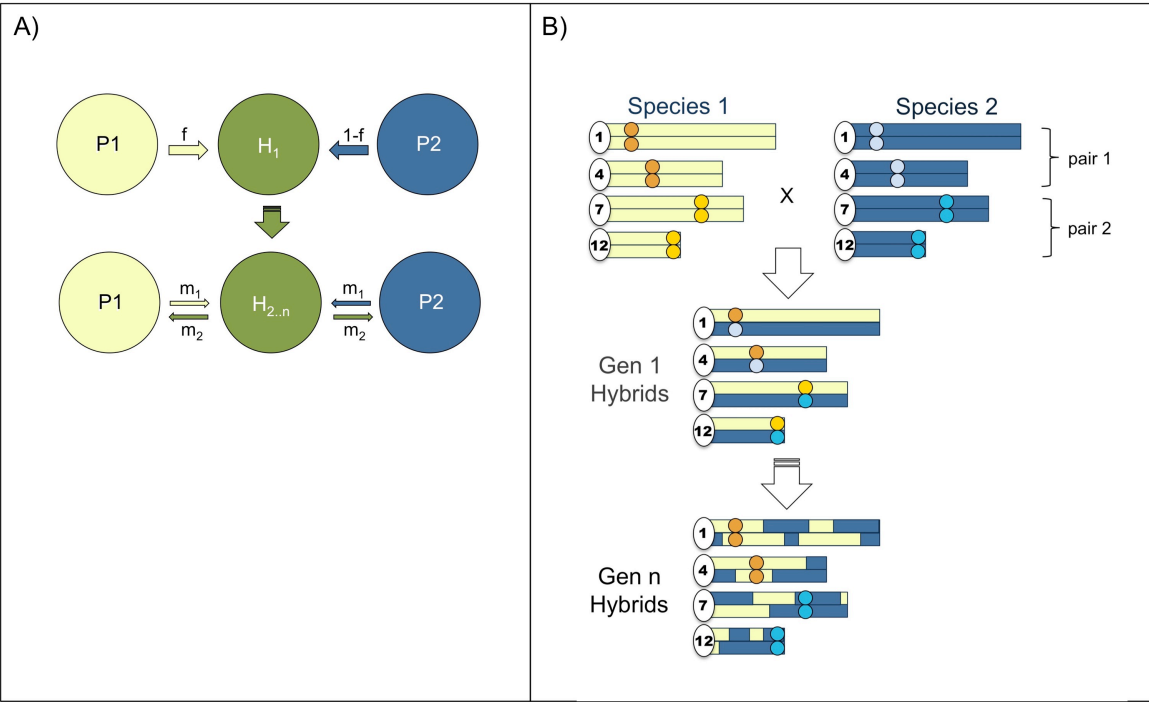 A)
P1
f
H1
1-f
P2
P1
m1
m2
H2..n
m1
m2
P2
B)
Species 1
Species 2
1
4
7
12
X
1
4
7
12
pair 1
pair 2
Gen 1
Hybrids
1
4
7
12
Gen n
Hybrids
1
4
7
12